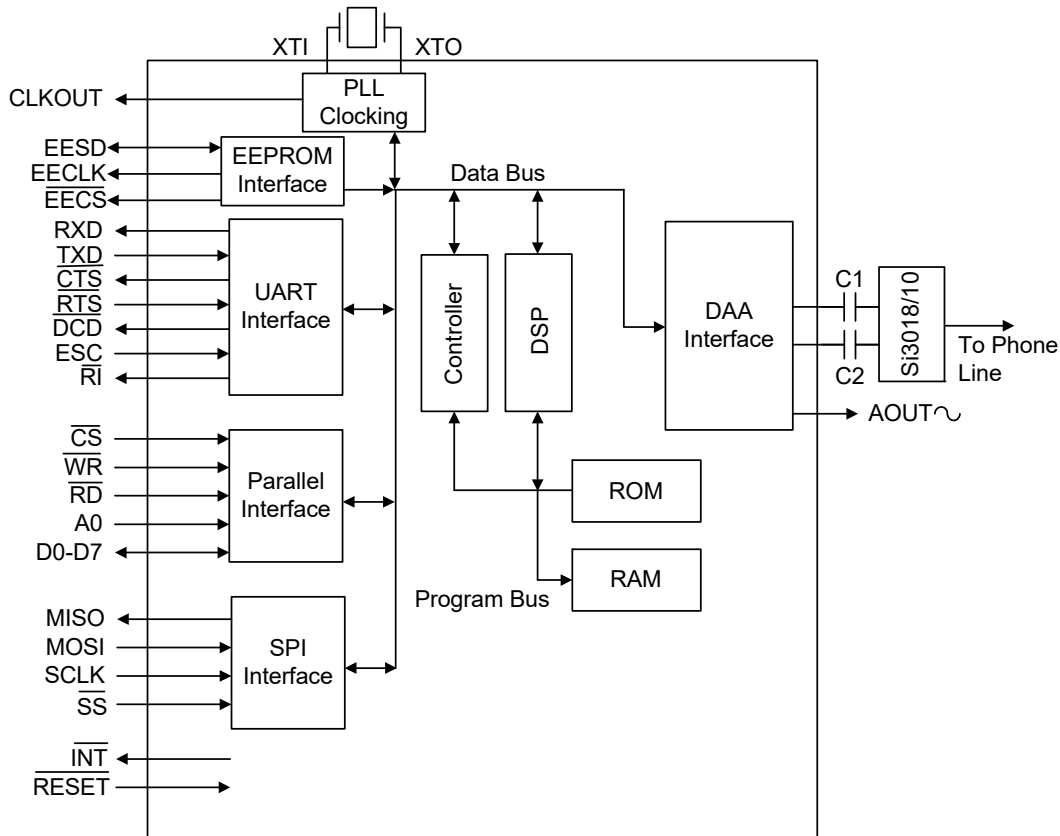 XTI
XTO
PLL
Clocking
CLKOUT
EESD
EECLK
EECS
EEPROM
Interface
Data Bus
RXD
TXD
CTS
RTS
DCD
ESC
RI
UART
Interface
Controller
DSP
DAA
Interface
C1
C2
Si3018/10
To Phone
Line
AOUT
CS
WR
RD
A0
D0-D7
Parallel
Interface
ROM
RAM
Program Bus
MISO
MOSI
SCLK
SS
SPI
Interface
INT
RESET